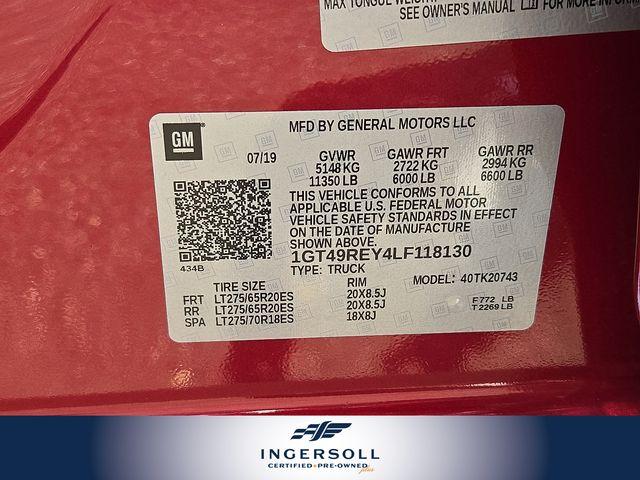 MAX TONGUE WEIGHT
SEE OWNER'S MANUAL FOR MORE INFOR
GM
MFD BY GENERAL MOTORS LLC
07/19 GVWR GAWR FRT GAWR RR
5148 KG 2722 KG 2994 KG
11350 LB 6000 LB 6600 LB
THIS VEHICLE CONFORMS TO ALL
APPLICABLE U.S. FEDERAL MOTOR
VEHICLE SAFETY STANDARDS IN EFFECT
ON THE DATE OF MANUFACTURE
SHOWN ABOVE.
434B
1GT49REY4LF118130
TYPE: TRUCK MODEL: 40TK20743
TIRE SIZE RIM
FRT LT275/65R20ES 20X8.5J F772 LB
RR LT275/65R20ES 20X8.5J T2269 LB
SPA LT275/70R18ES 18X8J
INGERSOLL
CERTIFIED • PRE-OWNED plus